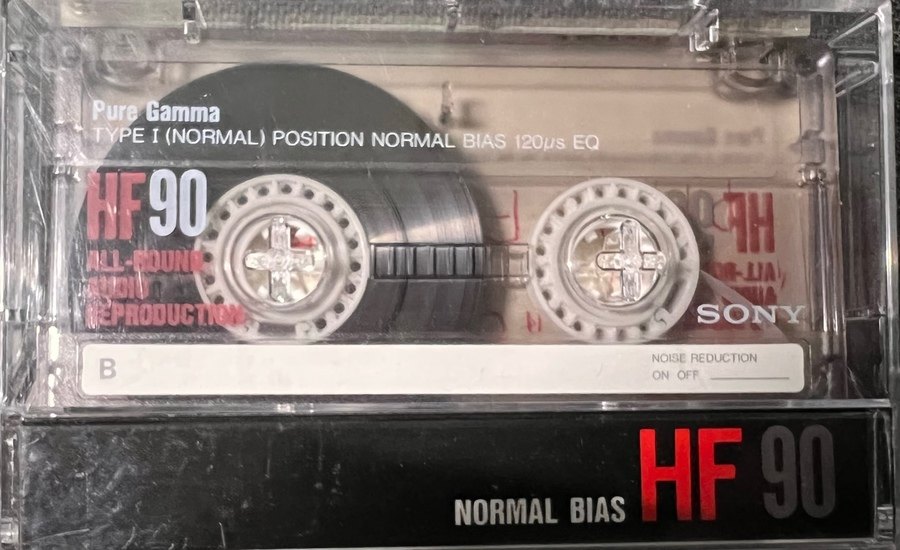 Pure Gamma
TYPE I (NORMAL) POSITION NORMAL BIAS 120μs EQ
HF 90
ALL-ROUND
AUDIO
REPRODUCTION
SONY
B
NOISE REDUCTION
ON OFF
NORMAL BIAS HF 90